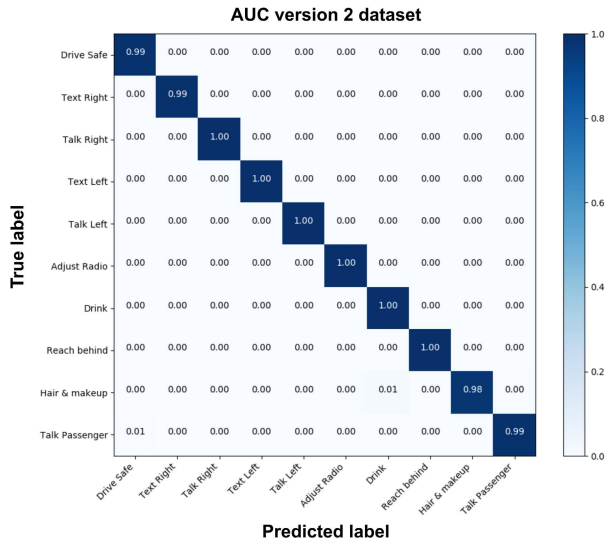 AUC version 2 dataset
True label
Drive Safe 0.99 0.00 0.00 0.00 0.00 0.00 0.00 0.00 0.00 0.00
Text Right 0.00 0.99 0.00 0.00 0.00 0.00 0.00 0.00 0.00 0.00
Talk Right 0.00 0.00 1.00 0.00 0.00 0.00 0.00 0.00 0.00 0.00
Text Left 0.00 0.00 0.00 1.00 0.00 0.00 0.00 0.00 0.00 0.00
Talk Left 0.00 0.00 0.00 0.00 1.00 0.00 0.00 0.00 0.00 0.00
Adjust Radio 0.00 0.00 0.00 0.00 0.00 1.00 0.00 0.00 0.00 0.00
Drink 0.00 0.00 0.00 0.00 0.00 0.00 1.00 0.00 0.00 0.00
Reach behind 0.00 0.00 0.00 0.00 0.00 0.00 0.00 1.00 0.00 0.00
Hair & makeup 0.00 0.00 0.00 0.00 0.00 0.00 0.01 0.00 0.98 0.00
Talk Passenger 0.01 0.00 0.00 0.00 0.00 0.00 0.00 0.00 0.00 0.99
Drive Safe
Text Right
Talk Right
Text Left
Talk Left
Adjust Radio
Drink
Reach behind
Hair & makeup
Talk Passenger
Predicted label
1.0
0.8
0.6
0.4
0.2
0.0